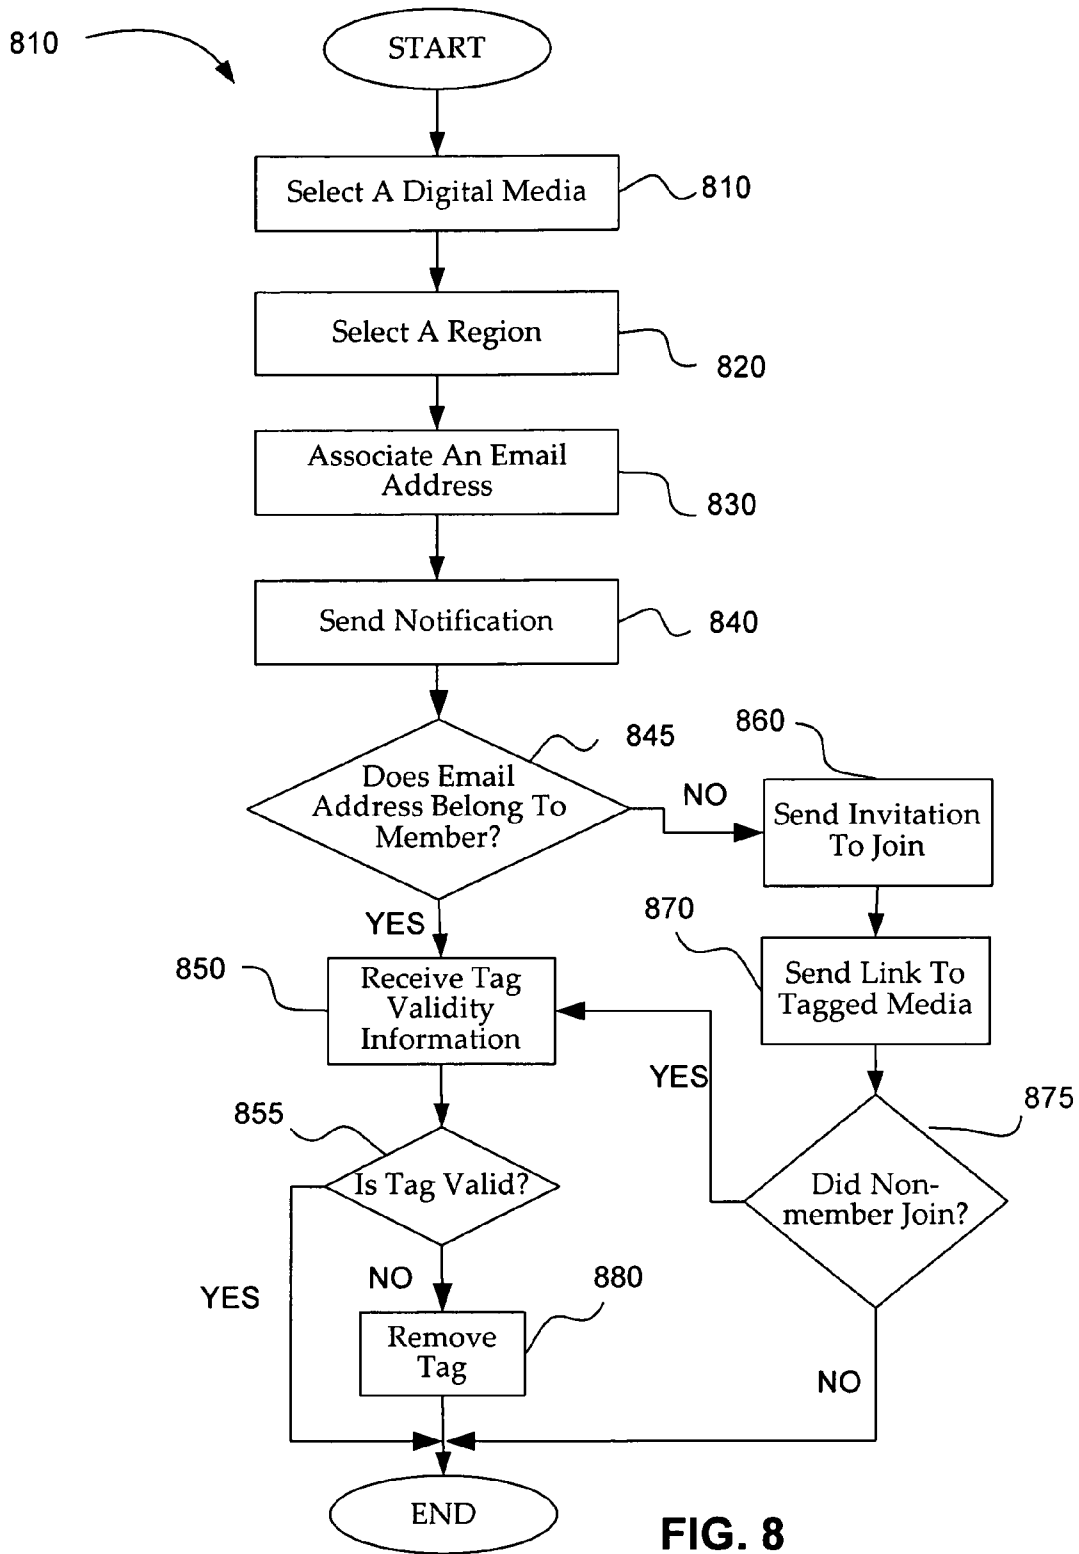 810
START
Select A Digital Media
810
Select A Region
820
Associate An Email
Address
830
Send Notification
840
845
Does Email
Address Belong To
Member?
NO
860
Send Invitation
To Join
YES
870
Send Link To
Tagged Media
850
Receive Tag
Validity
Information
YES
875
Did Non-
member Join?
855
Is Tag Valid?
YES
NO
880
Remove
Tag
NO
END
FIG. 8